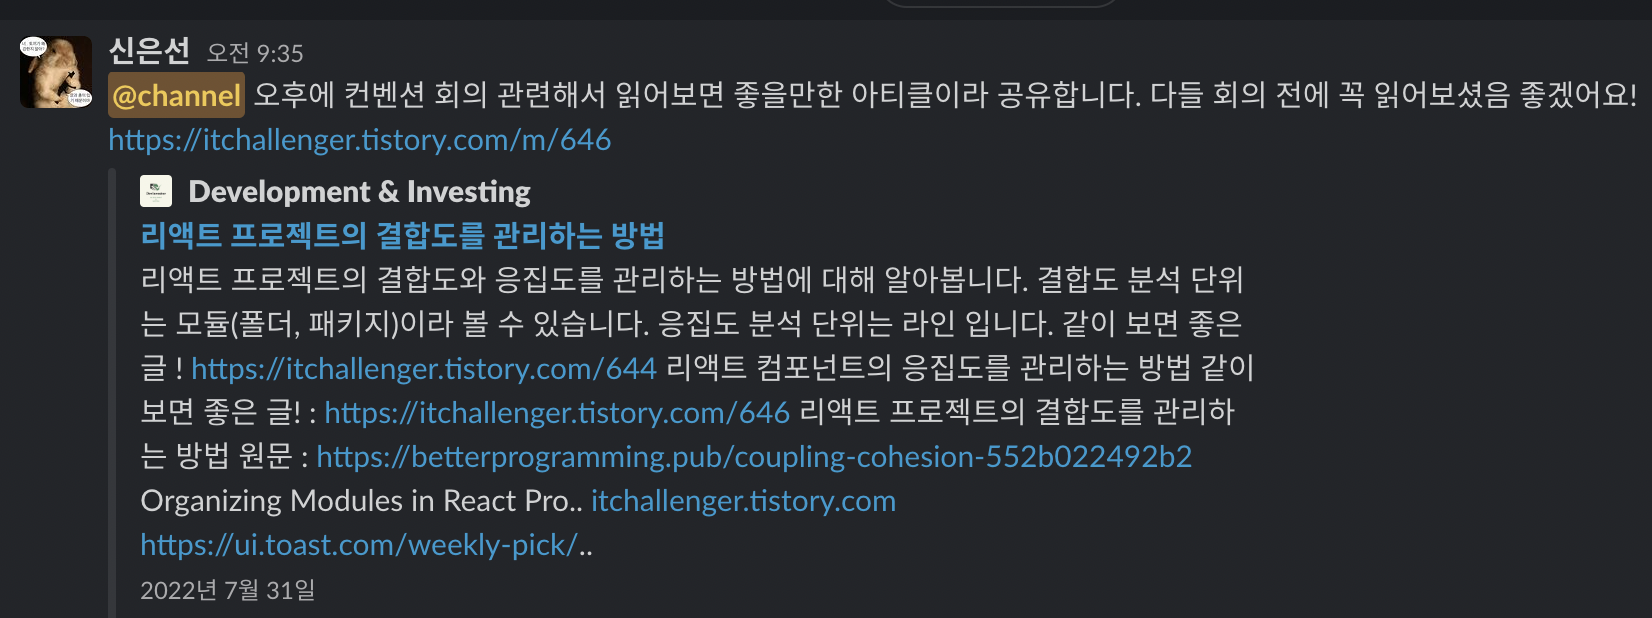 신은선 오전 9:35
@channel 오후에 컨벤션 회의 관련해서 읽어보면 좋을만한 아티클이라 공유합니다. 다들 회의 전에 꼭 읽어보셨음 좋겠어요!
https://itchallenger.tistory.com/m/646
Development & Investing
리액트 프로젝트의 결합도를 관리하는 방법
리액트 프로젝트의 결합도와 응집도를 관리하는 방법에 대해 알아봅니다. 결합도 분석 단위
는 모듈(폴더, 패키지)이라 볼 수 있습니다. 응집도 분석 단위는 라인 입니다. 같이 보면 좋은
글 ! https://itchallenger.tistory.com/644 리액트 컴포넌트의 응집도를 관리하는 방법 같이
보면 좋은 글! : https://itchallenger.tistory.com/646 리액트 프로젝트의 결합도를 관리하
는 방법 원문 : https://betterprogramming.pub/coupling-cohesion-552b022492b2
Organizing Modules in React Pro.. itchallenger.tistory.com
https://ui.toast.com/weekly-pick/..
2022년 7월 31일